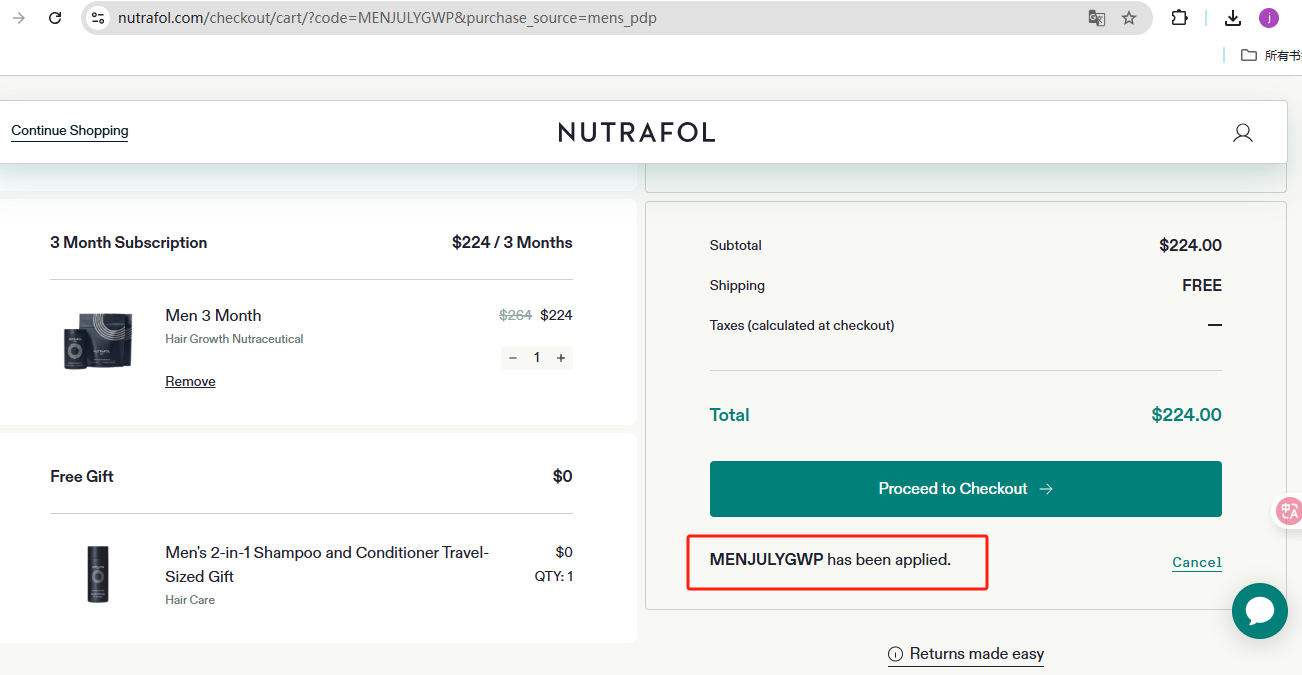 nutrafol.com/checkout/cart/?code=MENJULYGWP&purchase_source=mens_pdp
j
所有书
Continue Shopping
NUTRAFOL
3 Month Subscription
$224 / 3 Months
Men 3 Month
$264 $224
Hair Growth Nutraceutical
− 1 +
Remove
Free Gift
$0
Men's 2-in-1 Shampoo and Conditioner Travel-
Sized Gift
$0
QTY: 1
Hair Care
Subtotal
$224.00
Shipping
FREE
Taxes (calculated at checkout)
—
Total
$224.00
Proceed to Checkout →
MENJULYGWP has been applied.
Cancel
Returns made easy